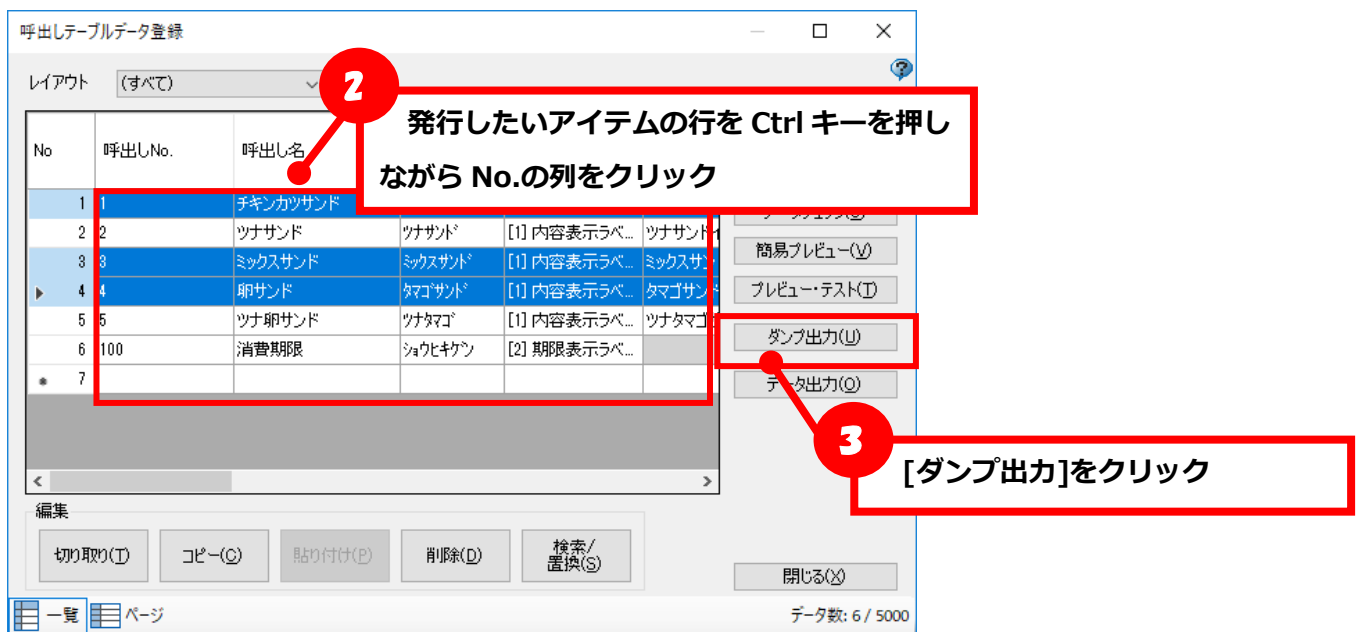 呼出しテーブルデータ登録
レイアウト (すべて)
2
発行したいアイテムの行を Ctrl キーを押し
ながら No.の列をクリック
No 呼出しNo. 呼出し名
1 1 チキンカツサンド
2 2 ツナサンド ﾂﾅｻﾝﾄﾞ [1] 内容表示ラベ... ツナサンド
3 3 ミックスサンド ﾐｯｸｽｻﾝﾄﾞ [1] 内容表示ラベ... ミックスサン
4 4 卵サンド ﾀﾏｺﾞｻﾝﾄﾞ [1] 内容表示ラベ... タマゴサンド
5 5 ツナ卵サンド ﾂﾅﾀﾏｺﾞ [1] 内容表示ラベ... ツナタマゴ
6 100 消費期限 ｼｮｳﾋｷｹﾞﾝ [2] 期限表示ラベ...
7
簡易プレビュー(V)
プレビュー・テスト(T)
ダンプ出力(U)
データ出力(O)
3
[ダンプ出力]をクリック
編集
切り取り(T) コピー(C) 貼り付け(P) 削除(D) 検索/
置換(S)
閉じる(X)
一覧 ページ データ数: 6 / 5000